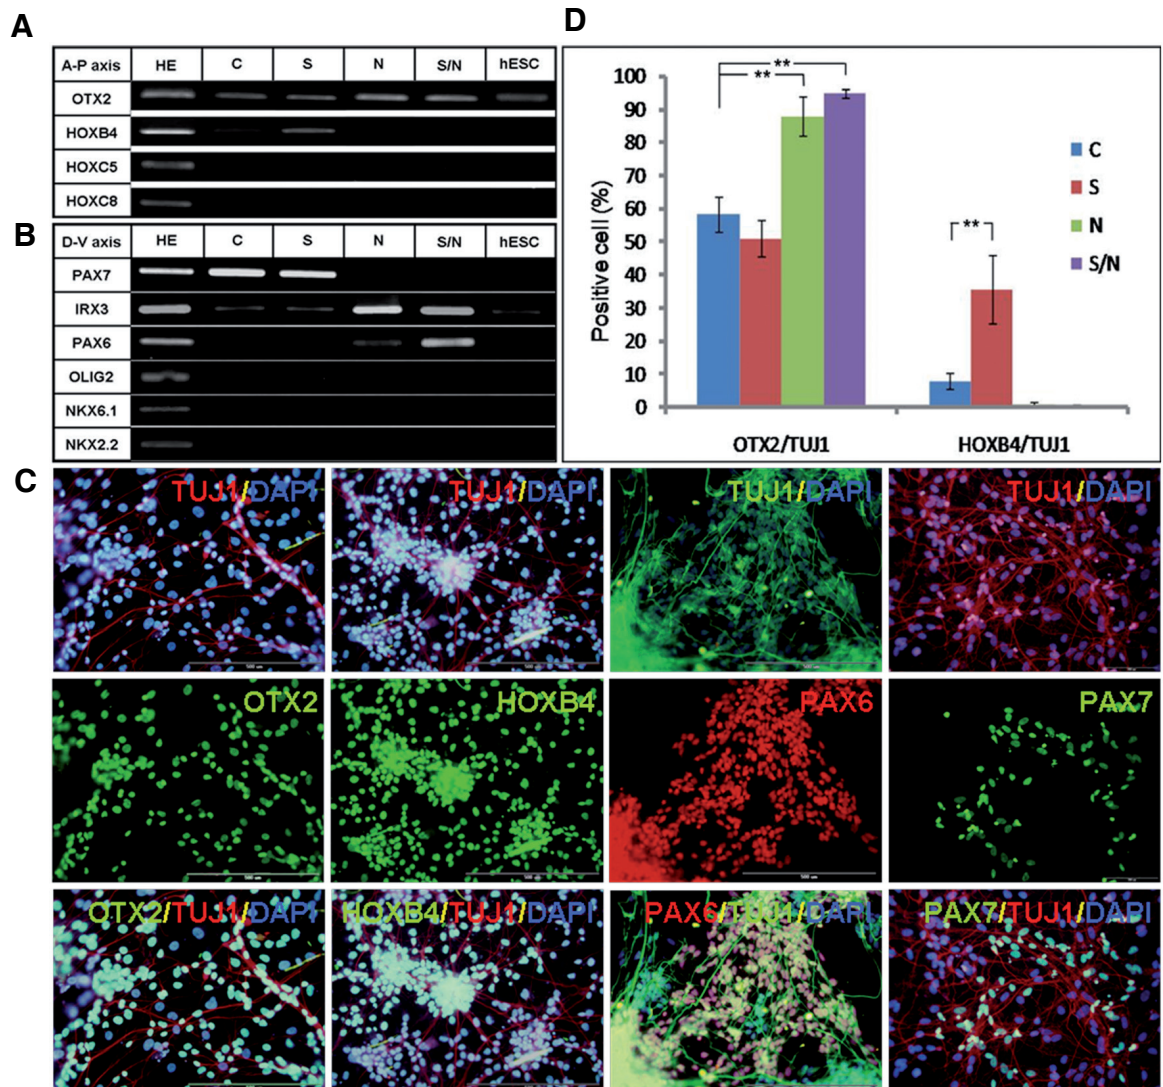 A
A-P axis HE C S N S/N hESC
OTX2
HOXB4
HOXC5
HOXC8
B
D-V axis HE C S N S/N hESC
PAX7
IRX3
PAX6
OLIG2
NKX6.1
NKX2.2
D
** 
**
**
100
90
80
70
60
50
40
30
20
10
0
Positive cell (%)
OTX2/TUJ1 HOXB4/TUJ1
C
S
N
S/N
C
TUJ1/DAPI TUJ1/DAPI TUJ1/DAPI TUJ1/DAPI
OTX2 HOXB4 PAX6 PAX7
OTX2/TUJ1/DAPI HOXB4/TUJ1/DAPI PAX6/TUJ1/DAPI PAX7/TUJ1/DAPI